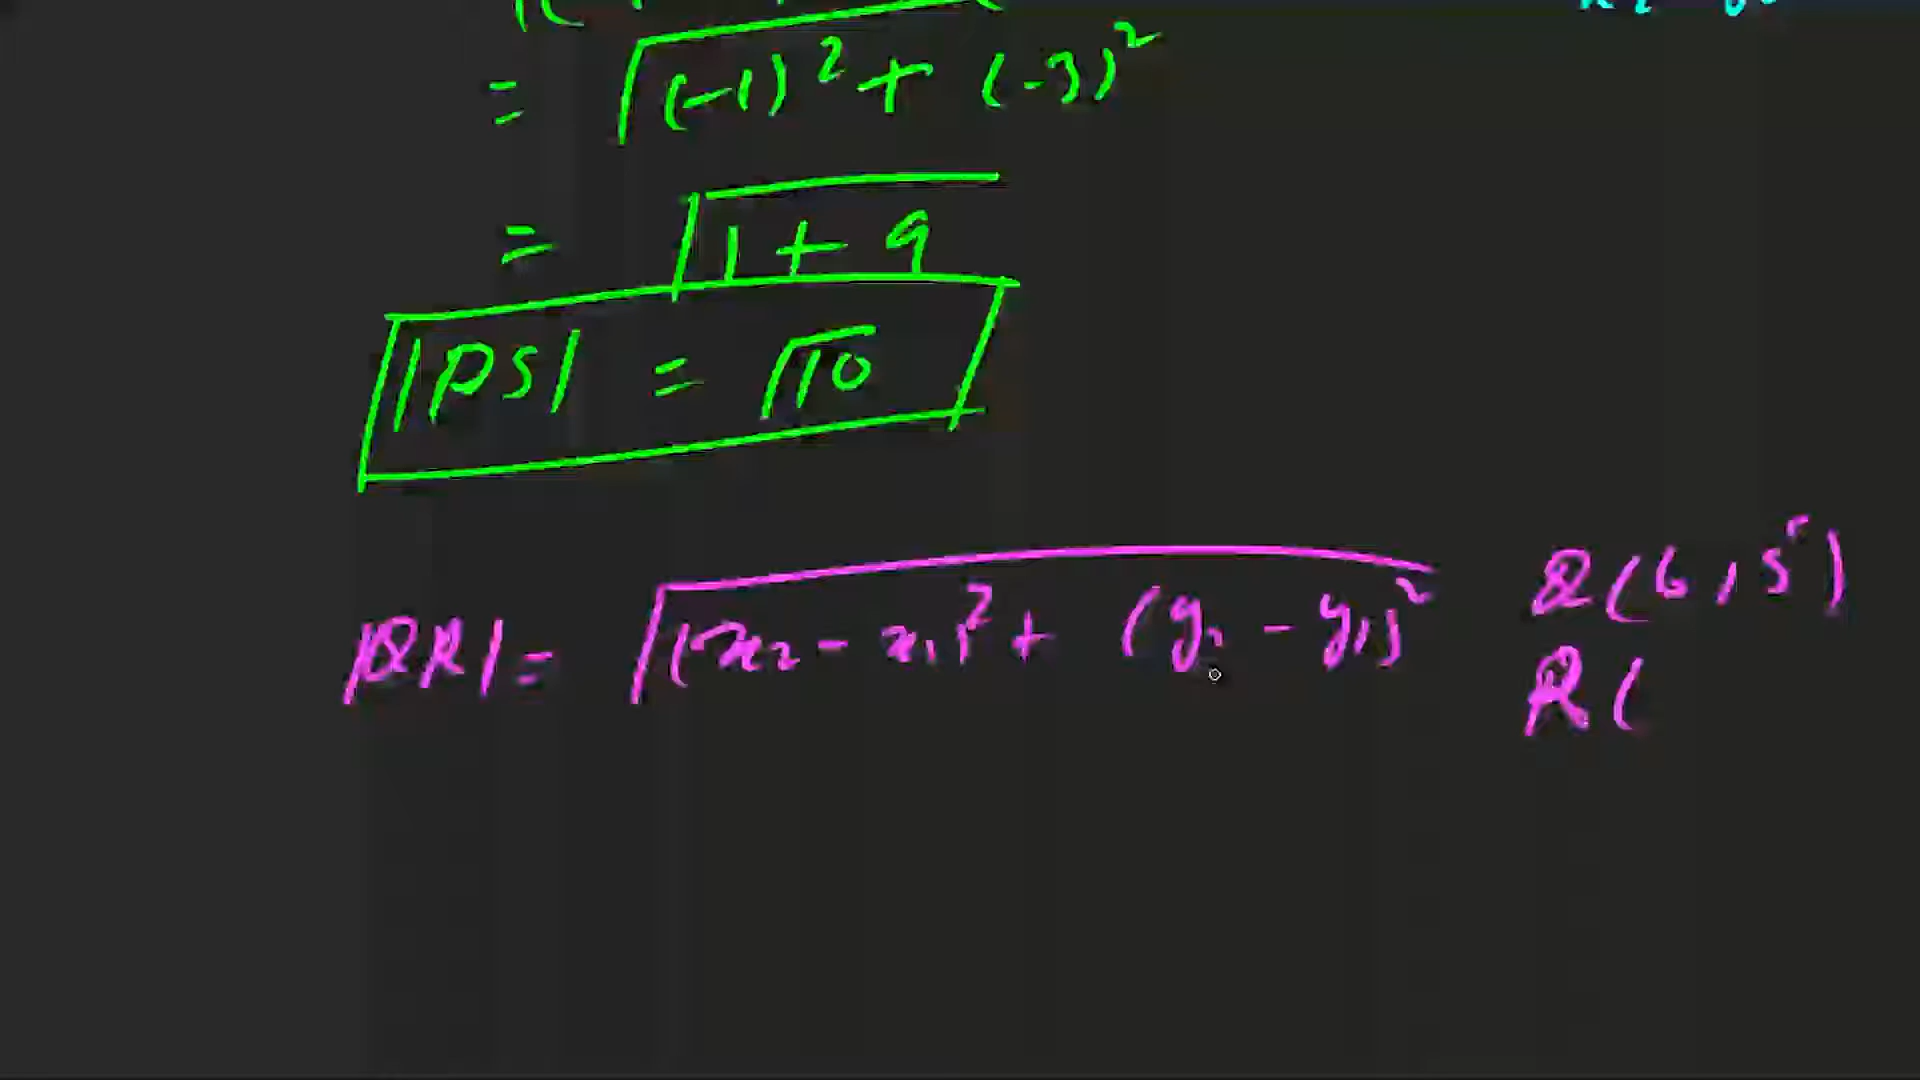 = √(-1)² + (-3)²
= √1 + 9
|PS| = √10
|QR| = √(x₂ - x₁)² + (y₂ - y₁)² Q(6,5)
R(